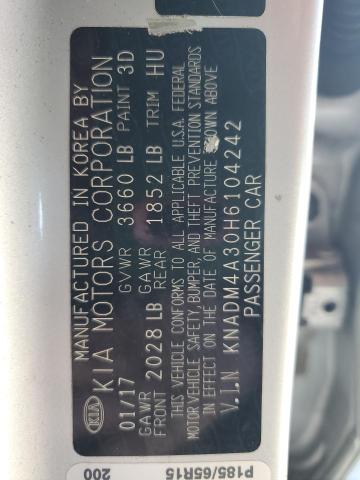 MANUFACTURED IN KOREA BY
KIA KIA MOTORS CORPORATION
01/17 GVWR 3660 LB PAINT 3D
GAWR FRONT 2028 LB GAWR REAR 1852 LB TRIM HU
THIS VEHICLE CONFORMS TO ALL APPLICABLE U.S.A. FEDERAL
MOTOR VEHICLE SAFETY, BUMPER, AND THEFT PREVENTION STANDARDS
IN EFFECT ON THE DATE OF MANUFACTURE SHOWN ABOVE
V.I.N KNADM4A30H6104242
PASSENGER CAR
P185/65R15
200